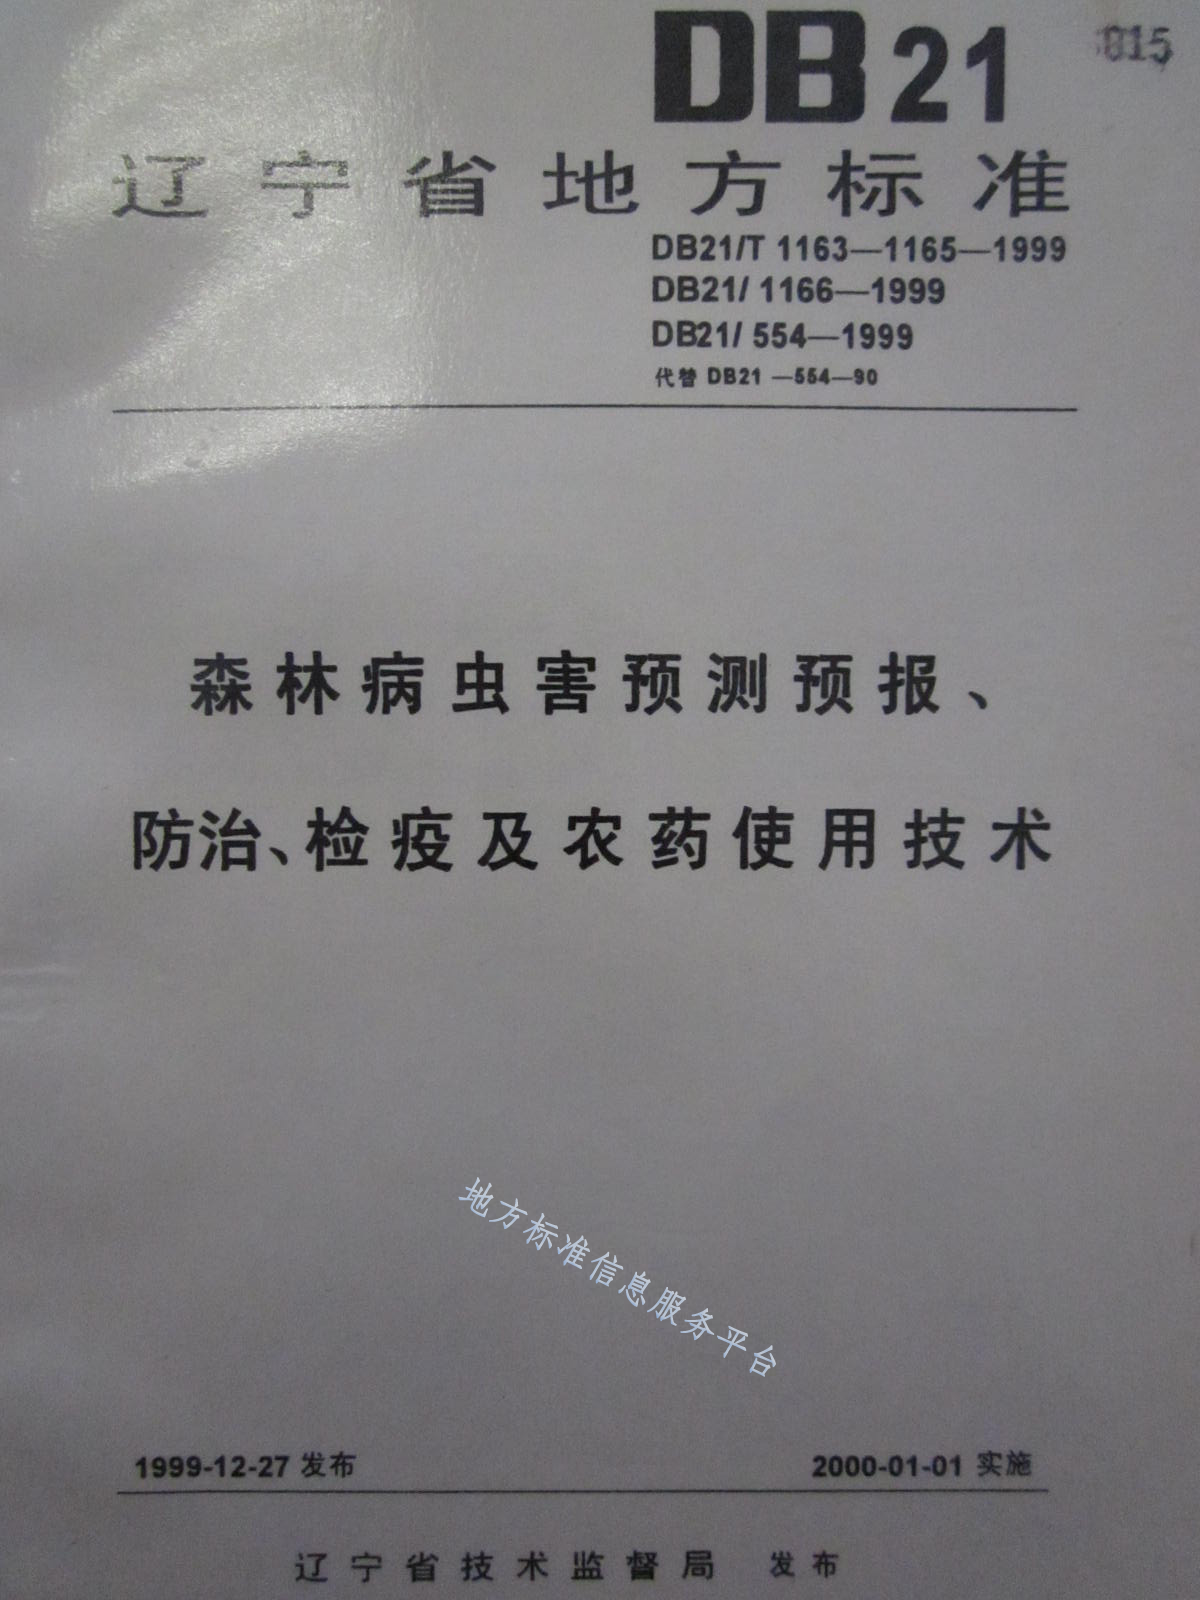 DB21
815
辽宁省地方标准
DB21/T 1163—1165—1999
DB21/ 1166—1999
DB21/ 554—1999
代替 DB21 —554—90
森林病虫害预测预报、
防治、检疫及农药使用技术
地方标准信息服务平台
1999-12-27 发布
2000-01-01 实施
辽宁省技术监督局 发布